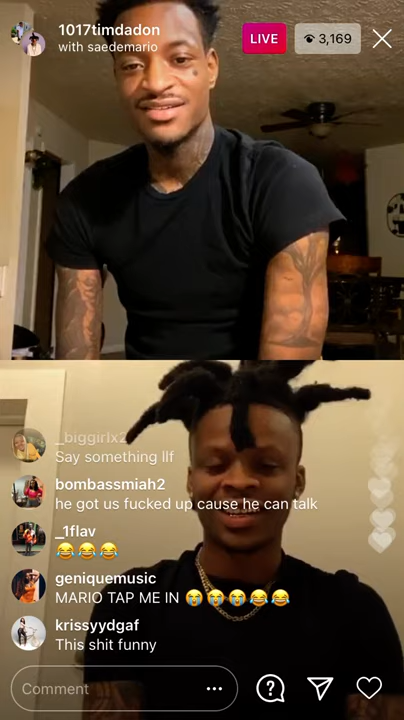 1017timdadon
with saedemario
LIVE
3,169
_biggirlx2
Say something llf
bombassmiah2
he got us fucked up cause he can talk
_1flav
😂😂😂
geniquemusic
MARIO TAP ME IN 😭😭😭😂😂
krissyydgaf
This shit funny
Comment